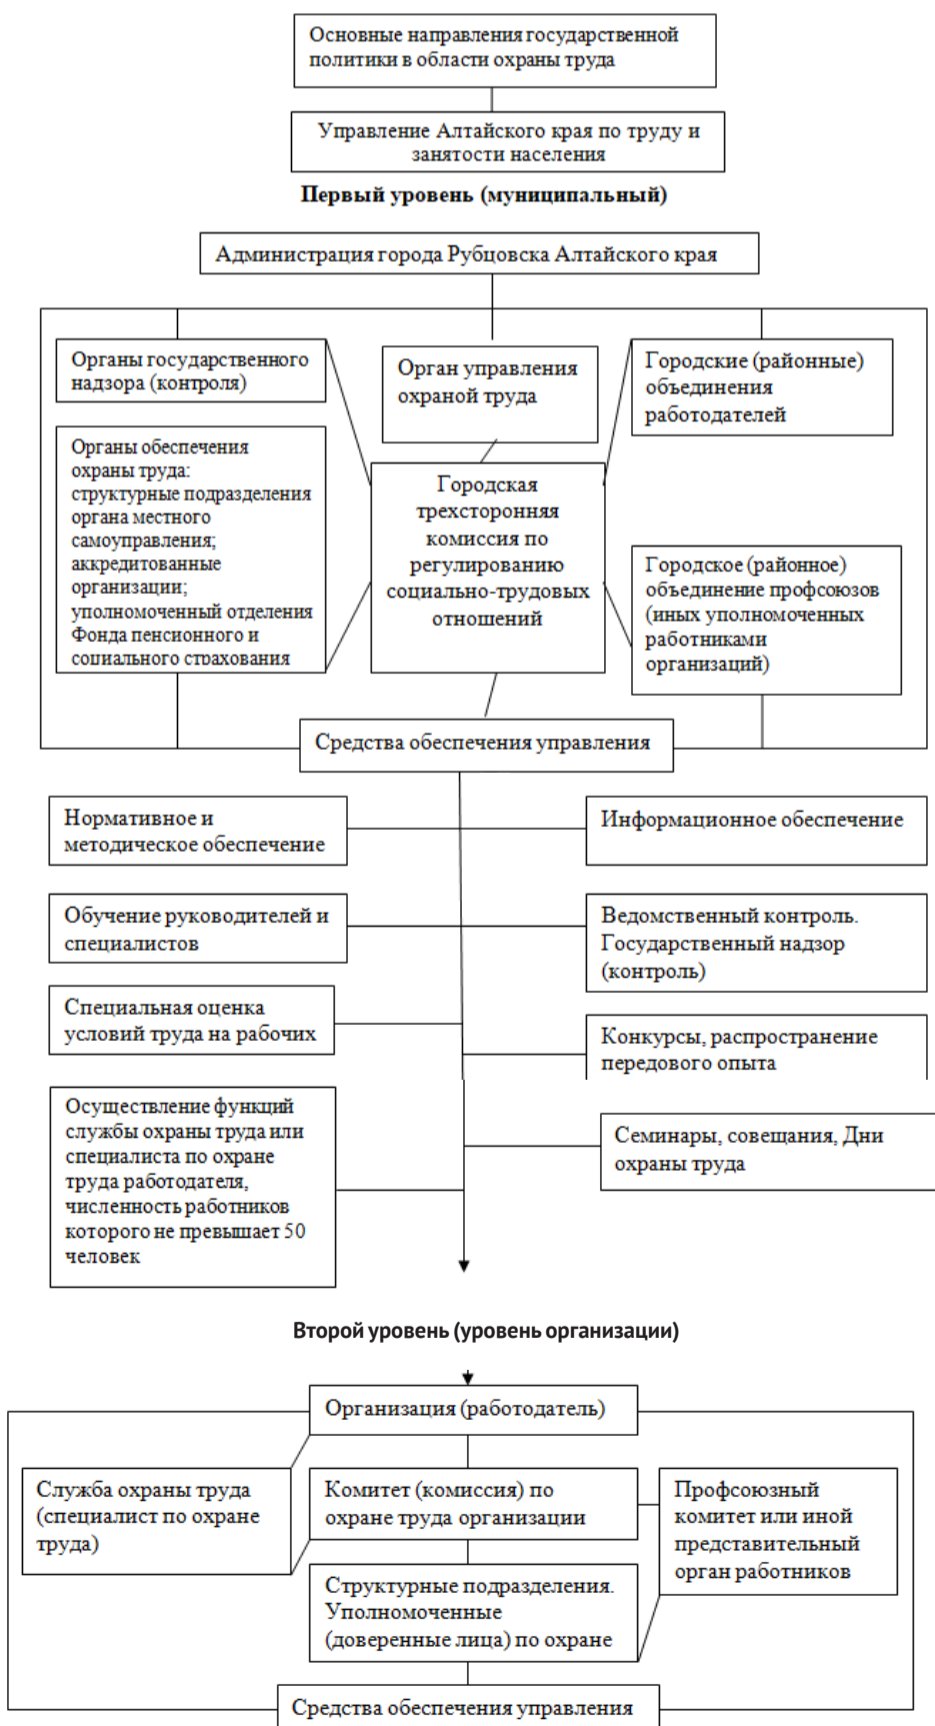 Основные направления государственной
политики в области охраны труда
Управление Алтайского края по труду и
занятости населения
Первый уровень (муниципальный)
Администрация города Рубцовска Алтайского края
Органы государственного
надзора (контроля)
Орган управления
охраной труда
Городские (районные)
объединения
работодателей
Органы обеспечения
охраны труда:
структурные подразделения
органа местного
самоуправления;
аккредитованные
организации;
уполномоченный отделения
Фонда пенсионного и
социального страхования
Городская
трехсторонняя
комиссия по
регулированию
социально-трудовых
отношений
Городское (районное)
объединение профсоюзов
(иных уполномоченных
работниками
организаций)
Средства обеспечения управления
Нормативное и
методическое обеспечение
Информационное обеспечение
Обучение руководителей и
специалистов
Ведомственный контроль.
Государственный надзор
(контроль)
Специальная оценка
условий труда на рабочих
Конкурсы, распространение
передового опыта
Осуществление функций
службы охраны труда или
специалиста по охране
труда работодателя,
численность работников
которого не превышает 50
человек
Семинары, совещания, Дни
охраны труда
Второй уровень (уровень организации)
Организация (работодатель)
Служба охраны труда
(специалист по охране
труда)
Комитет (комиссия) по
охране труда организации
Профсоюзный
комитет или иной
представительный
орган работников
Структурные подразделения.
Уполномоченные
(доверенные лица) по охране
Средства обеспечения управления